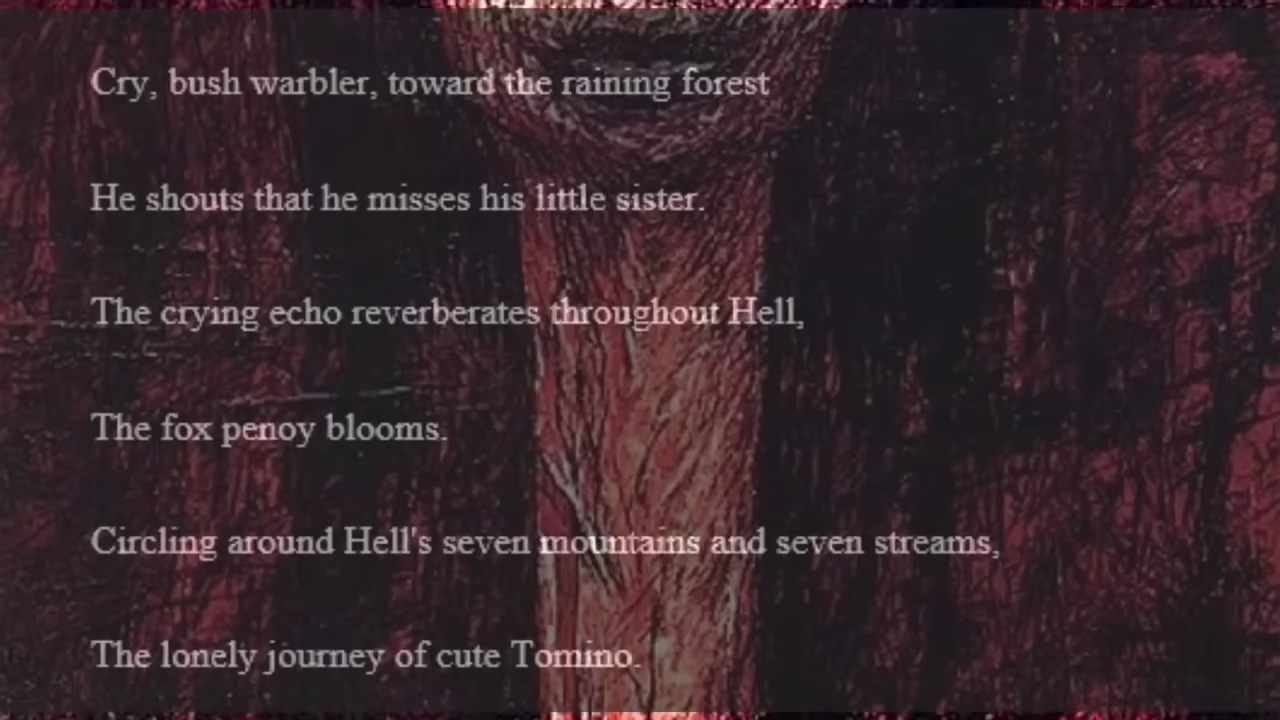 Cry, bush warbler, toward the raining forest
He shouts that he misses his little sister.
The crying echo reverberates throughout Hell,
The fox penoy blooms.
Circling around Hell's seven mountains and seven streams,
The lonely journey of cute Tomino.